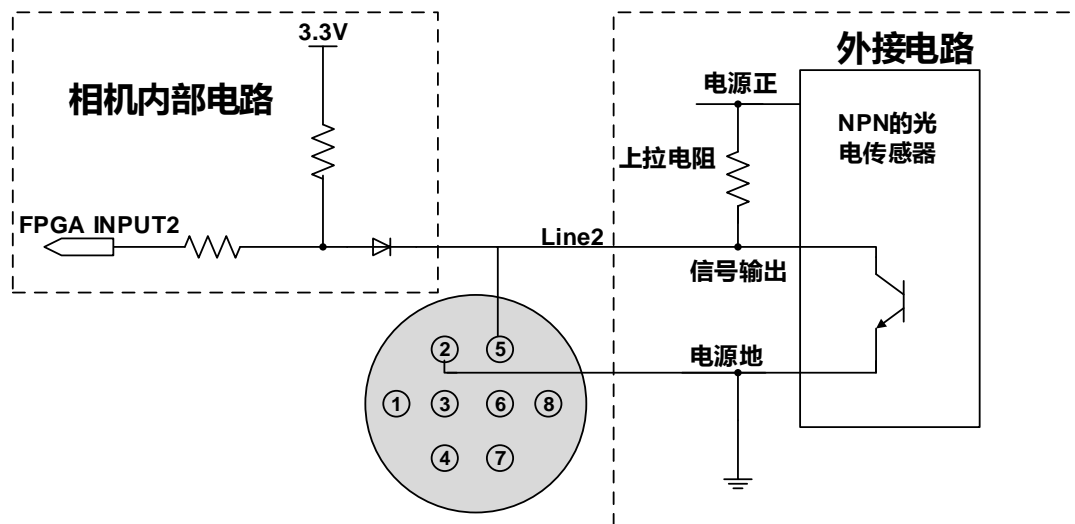 3.3V
相机内部电路
FPGA INPUT2
外接电路
电源正
NPN的光
电传感器
上拉电阻
Line2
信号输出
电源地
2
5
1
3
6
8
4
7